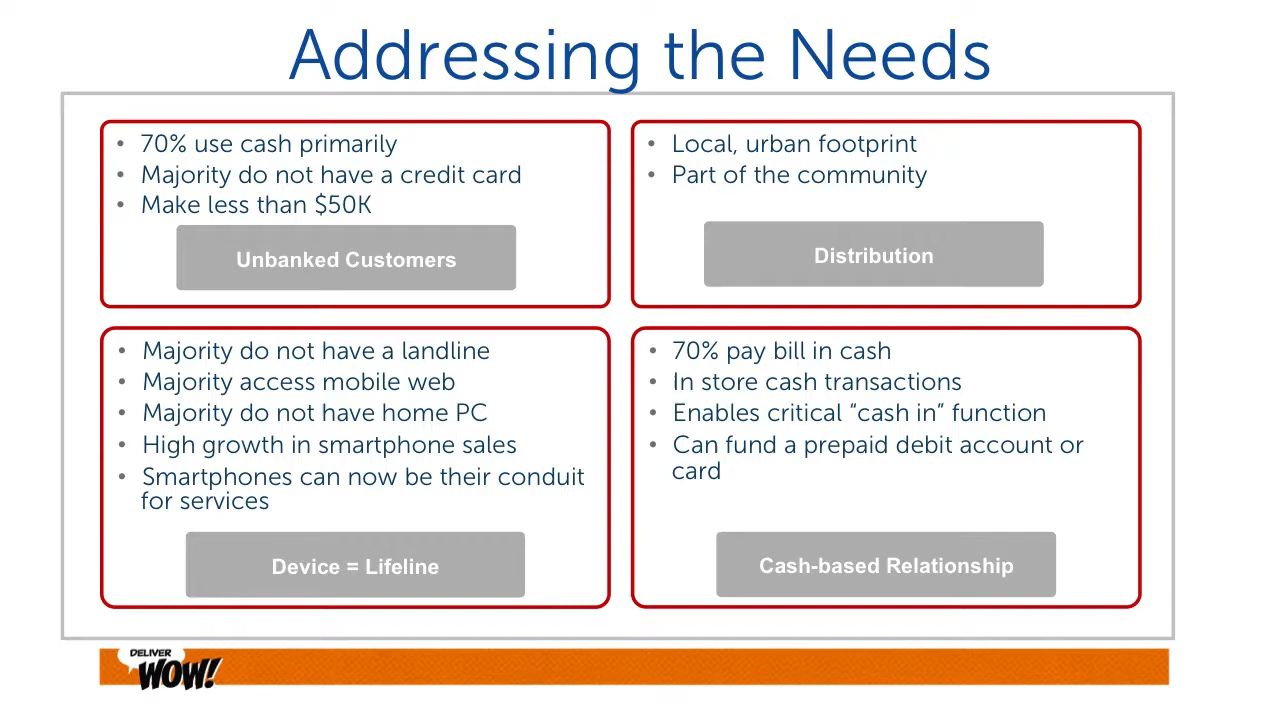 Addressing the Needs
• 70% use cash primarily
• Majority do not have a credit card
• Make less than $50K
Unbanked Customers
• Local, urban footprint
• Part of the community
Distribution
• Majority do not have a landline
• Majority access mobile web
• Majority do not have home PC
• High growth in smartphone sales
• Smartphones can now be their conduit
for services
Device = Lifeline
• 70% pay bill in cash
• In store cash transactions
• Enables critical “cash in” function
• Can fund a prepaid debit account or
card
Cash-based Relationship
DELIVER
WOW!